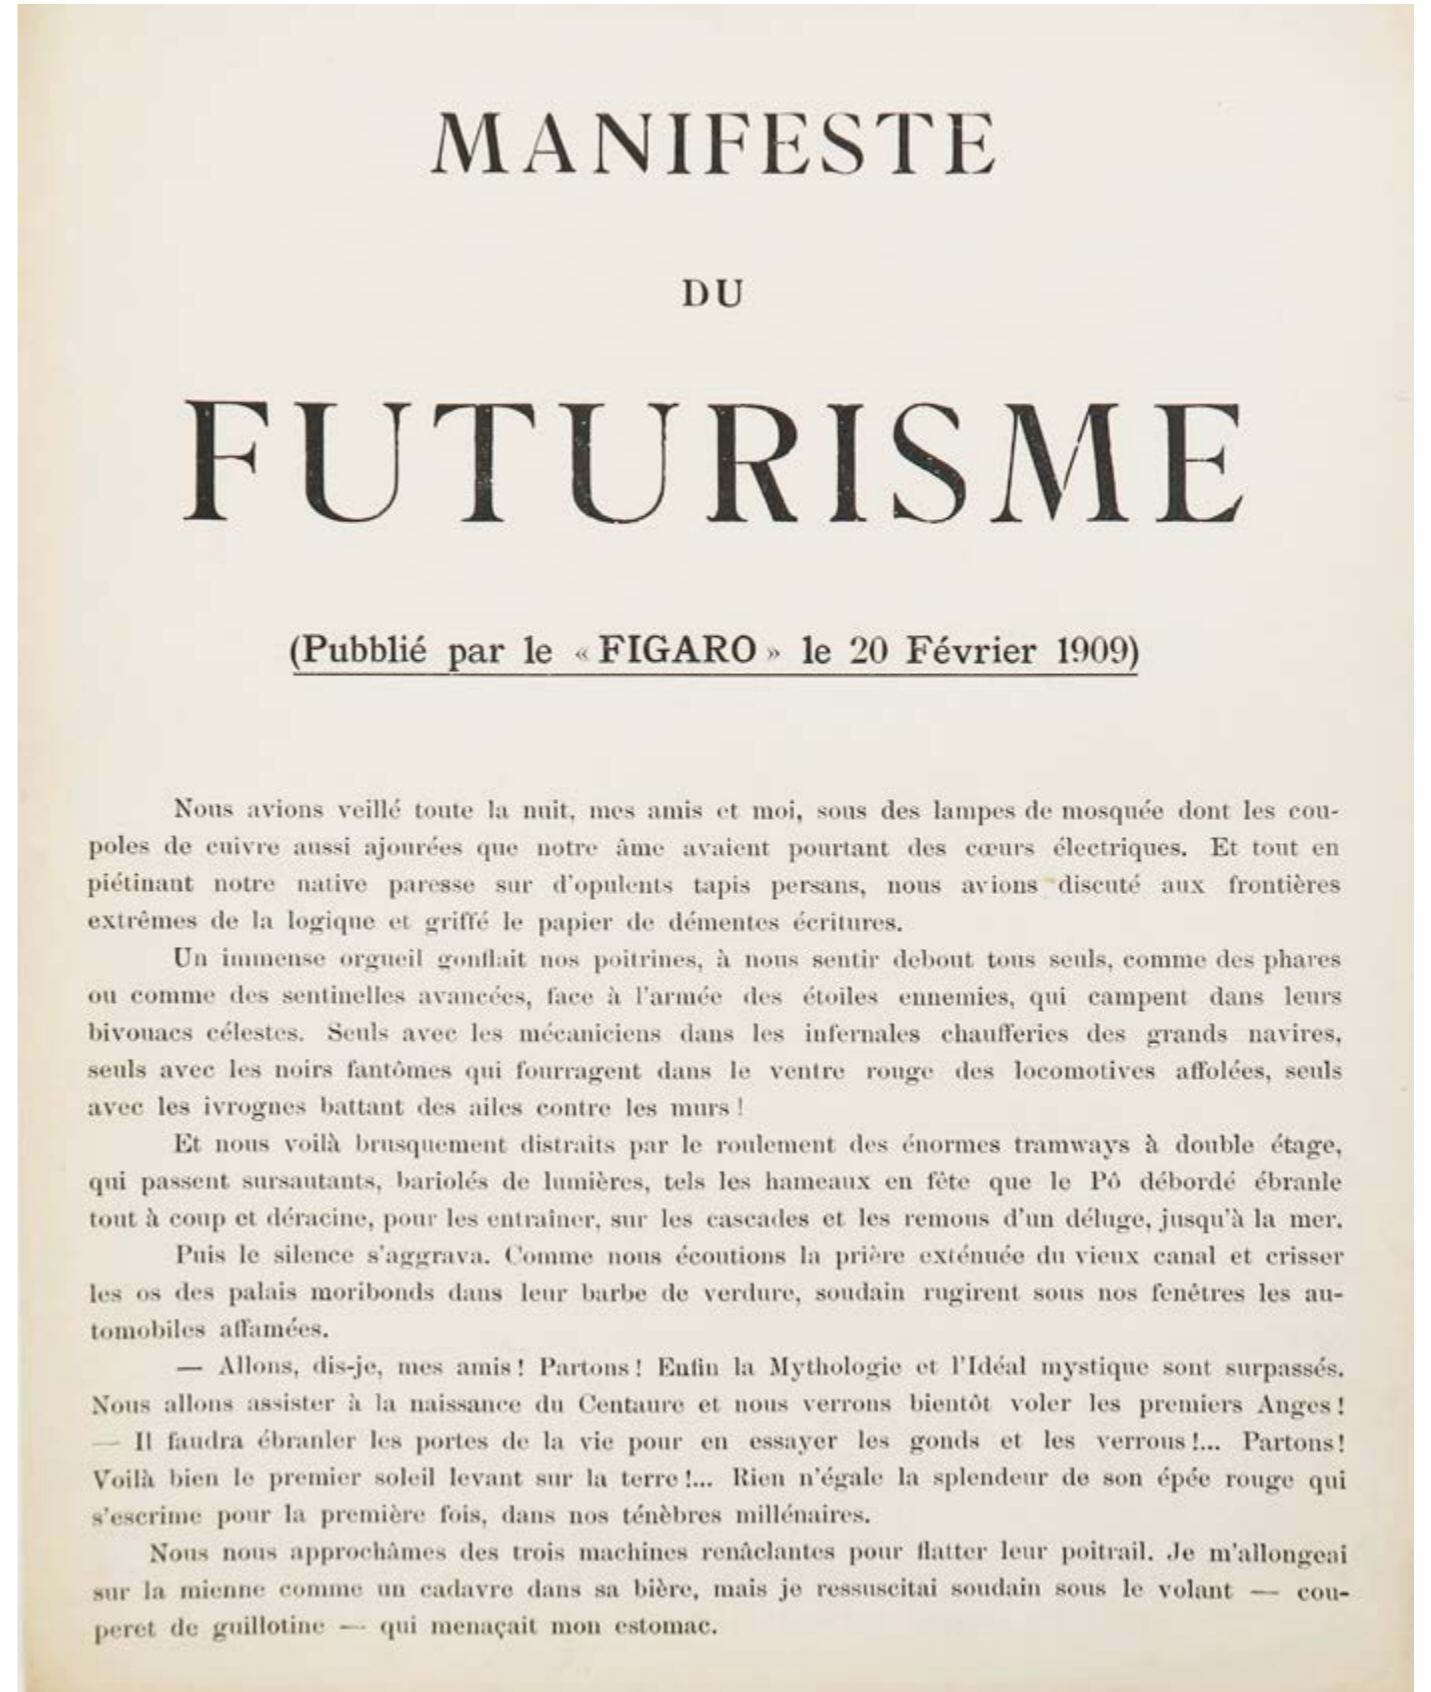 MANIFESTE
DU
FUTURISME
(Pubblié par le « FIGARO » le 20 Février 1909)
Nous avions veillé toute la nuit, mes amis et moi, sous des lampes de mosquée dont les cou-
poles de cuivre aussi ajourées que notre âme avaient pourtant des cœurs électriques. Et tout en
piétinant notre native paresse sur d'opulents tapis persans, nous avions discuté aux frontières
extrêmes de la logique et griffé le papier de démentes écritures.
Un immense orgueil gonflait nos poitrines, à nous sentir debout tous seuls, comme des phares
ou comme des sentinelles avancées, face à l'armée des étoiles ennemies, qui campent dans leurs
bivouacs célestes. Seuls avec les mécaniciens dans les infernales chaufferies des grands navires,
seuls avec les noirs fantômes qui fourragent dans le ventre rouge des locomotives affolées, seuls
avec les ivrognes battant des ailes contre les murs !
Et nous voilà brusquement distraits par le roulement des énormes tramways à double étage,
qui passent sursautants, bariolés de lumières, tels les hameaux en fête que le Pô débordé ébranle
tout à coup et déracine, pour les entraîner, sur les cascades et les remous d'un déluge, jusqu'à la mer.
Puis le silence s'aggrava. Comme nous écoutions la prière exténuée du vieux canal et crisser
les os des palais moribonds dans leur barbe de verdure, soudain rugirent sous nos fenêtres les au-
tomobiles affamées.
— Allons, dis-je, mes amis ! Partons ! Enfin la Mythologie et l'Idéal mystique sont surpassés.
Nous allons assister à la naissance du Centaure et nous verrons bientôt voler les premiers Anges !
— Il faudra ébranler les portes de la vie pour en essayer les gonds et les verrous !... Partons !
Voilà bien le premier soleil levant sur la terre !... Rien n'égale la splendeur de son épée rouge qui
s'escrime pour la première fois, dans nos ténèbres millénaires.
Nous nous approchâmes des trois machines renâclantes pour flatter leur poitrail. Je m'allongeai
sur la mienne comme un cadavre dans sa bière, mais je ressuscitai soudain sous le volant — cou-
peret de guillotine — qui menaçait mon estomac.